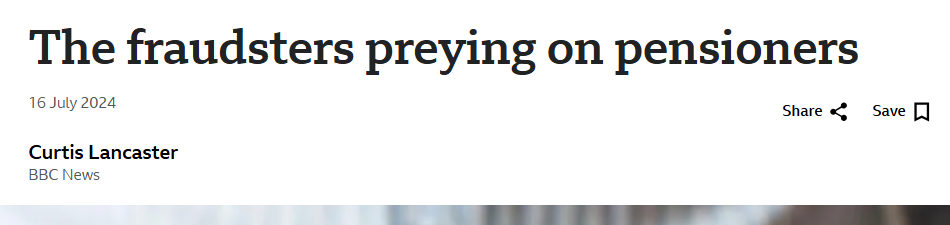 The fraudsters preying on pensioners
16 July 2024
Share Save
Curtis Lancaster
BBC News